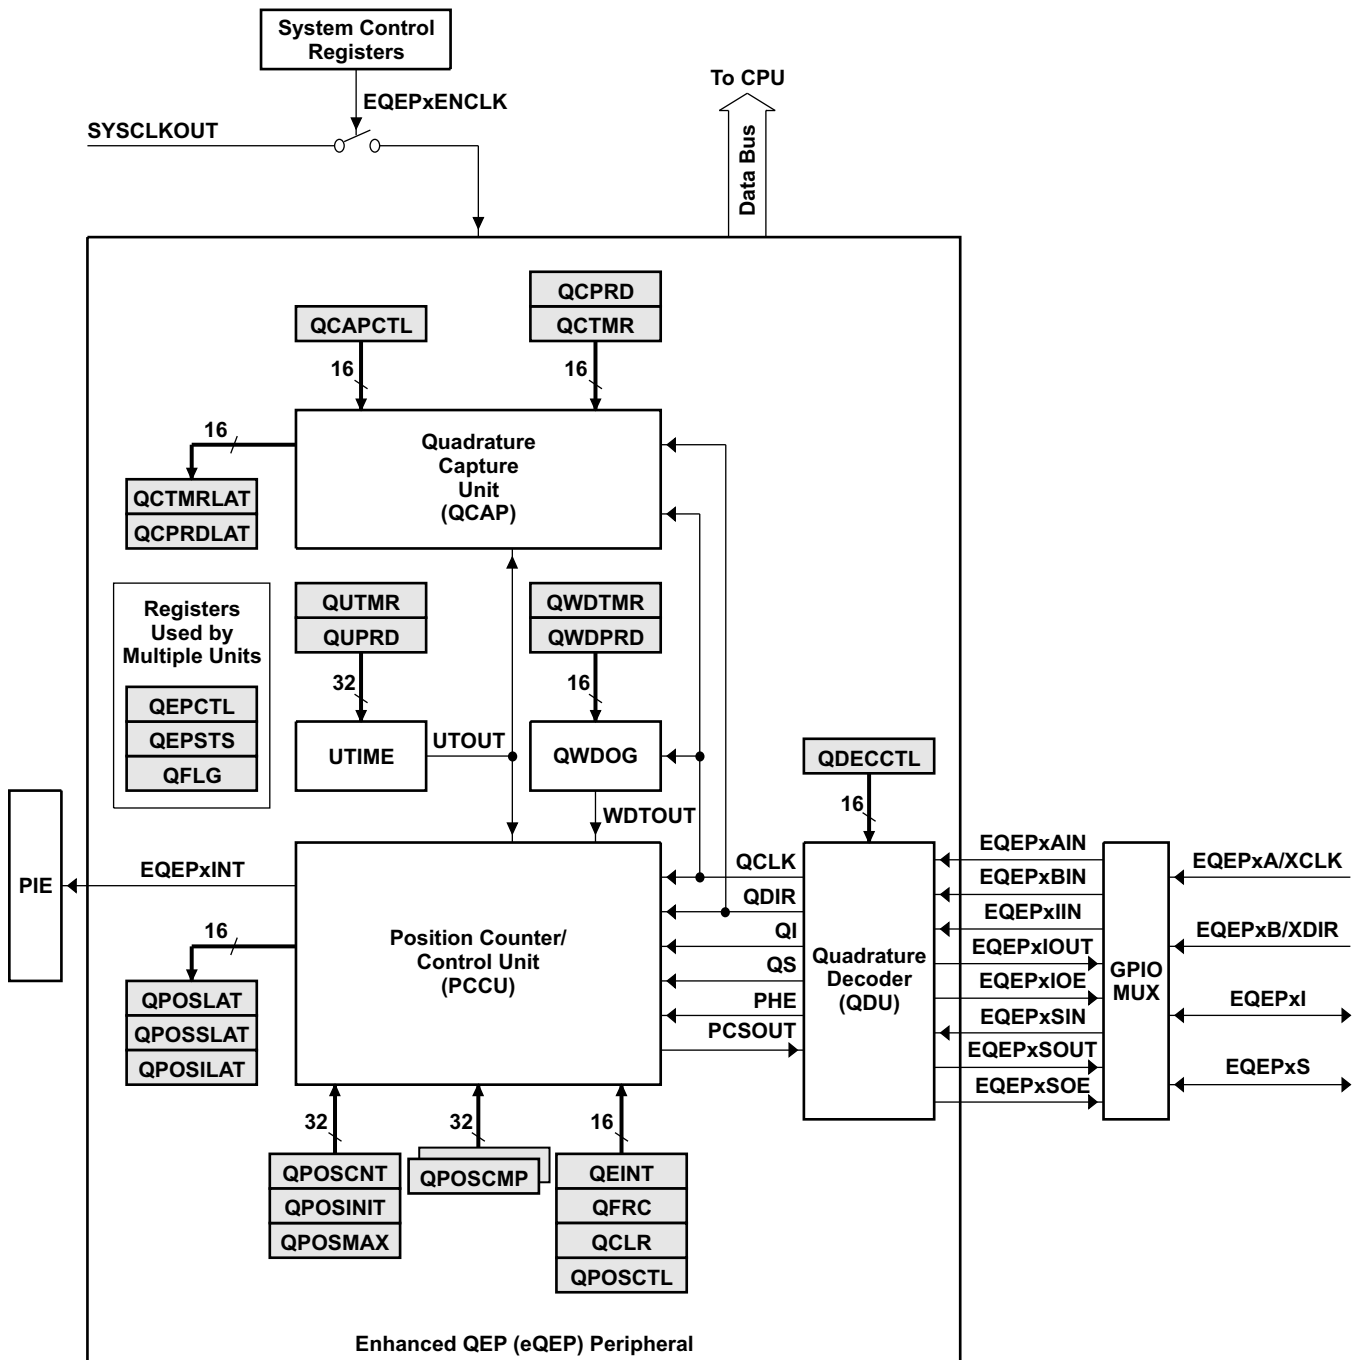 System Control
Registers
To CPU
EQEPxENCLK
SYSCLKOUT
Data Bus
QCPRD
QCAPCTL
QCTMR
16
16
16
Quadrature
Capture
Unit
(QCAP)
QCTMRLAT
QCPRDLAT
Registers
Used by
Multiple Units
QEPCTL
QEPSTS
QFLG
QUTMR
QUPRD
QWDTMR
QWDPRD
32
16
UTIME
UTOUT
QWDOG
WDTOUT
QDECCTL
16
PIE
EQEPxINT
16
Position Counter/
Control Unit
(PCCU)
QCLK
QDIR
QI
QS
PHE
PCSOUT
Quadrature
Decoder
(QDU)
EQEPxAIN
EQEPxBIN
EQEPxIIN
EQEPxIOUT
EQEPxIOE
EQEPxSIN
EQEPxSOUT
EQEPxSOE
GPIO
MUX
EQEPxA/XCLK
EQEPxB/XDIR
EQEPxI
EQEPxS
QPOSLAT
QPOSSLAT
QPOSILAT
32
32
16
QPOSCNT
QPOSINIT
QPOSMAX
QPOSCMP
QEINT
QFRC
QCLR
QPOSCTL
Enhanced QEP (eQEP) Peripheral